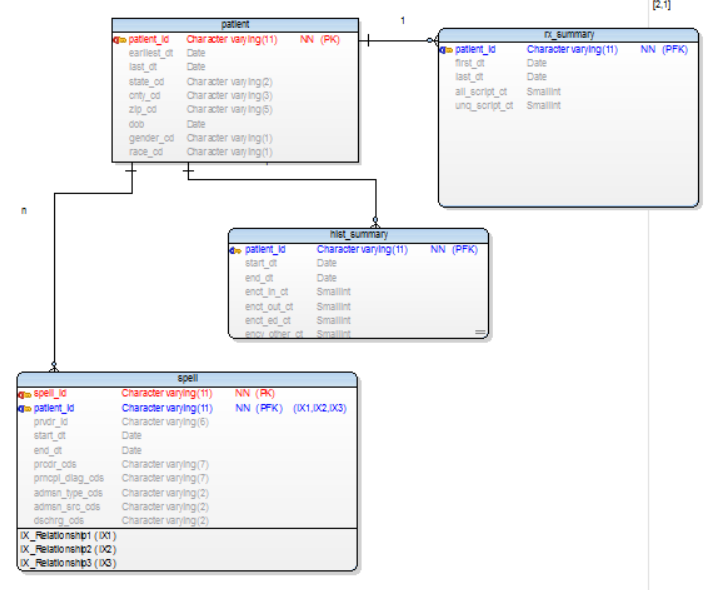 [2,1]
patient
patient_id Character varying(11) NN (PK)
earliest_dt Date
last_dt Date
state_cd Character varying(2)
cnty_cd Character varying(3)
zip_cd Character varying(5)
dob Date
gender_cd Character varying(1)
race_cd Character varying(1)
1
rx_summary
patient_id Character varying(11) NN (PFK)
first_dt Date
last_dt Date
all_script_ct Smallint
unq_script_ct Smallint
n
hist_summary
patient_id Character varying(11) NN (PFK)
start_dt Date
end_dt Date
enct_in_ct Smallint
enct_out_ct Smallint
enct_ed_ct Smallint
encv_other_ct Smallint
spell
spell_id Character varying(11) NN (PK)
patient_id Character varying(11) NN (PFK) (IX1,IX2,IX3)
prvdr_id Character varying(6)
start_dt Date
end_dt Date
prodr_cds Character varying(7)
prncpl_diag_cds Character varying(7)
admsn_type_cds Character varying(2)
admsn_src_cds Character varying(2)
dschrg_cds Character varying(2)
IX_Relationship1 (IX1)
IX_Relationship2 (IX2)
IX_Relationship3 (IX3)